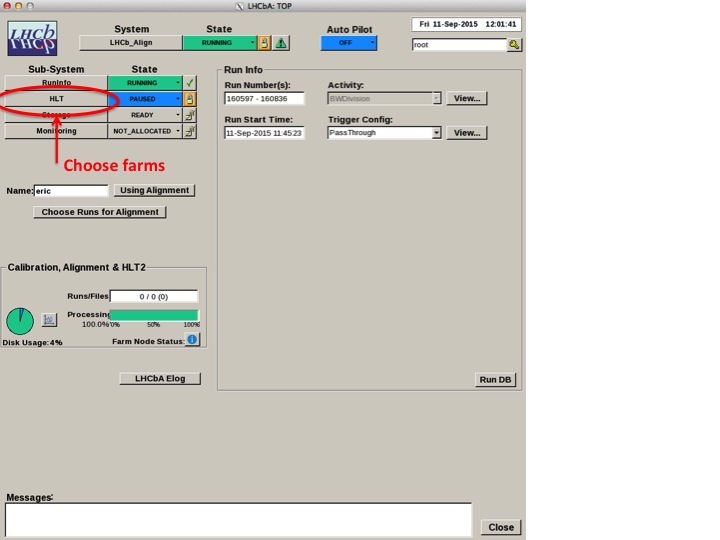 LHCbA: TOP
LHCb
LHCp
System State Auto Pilot Fri 11-Sep-2015 12:01:41
LHCb_Align RUNNING OFF root
Sub-System State
RunInfo RUNNING
HLT PAUSED
Storage READY
Monitoring NOT_ALLOCATED
Choose farms
Name: eric Using Alignment
Choose Runs for Alignment
Run Info
Run Number(s): Activity:
160597 - 160836 BWDivision View...
Run Start Time: Trigger Config:
11-Sep-2015 11:45:23 PassThrough View...
Calibration, Alignment & HLT2
Runs/Files 0 / 0 (0)
Processing
100.0% 0% 50% 100%
Disk Usage: 4% Farm Node Status:
LHCbA Elog
Run DB
Messages:
Close